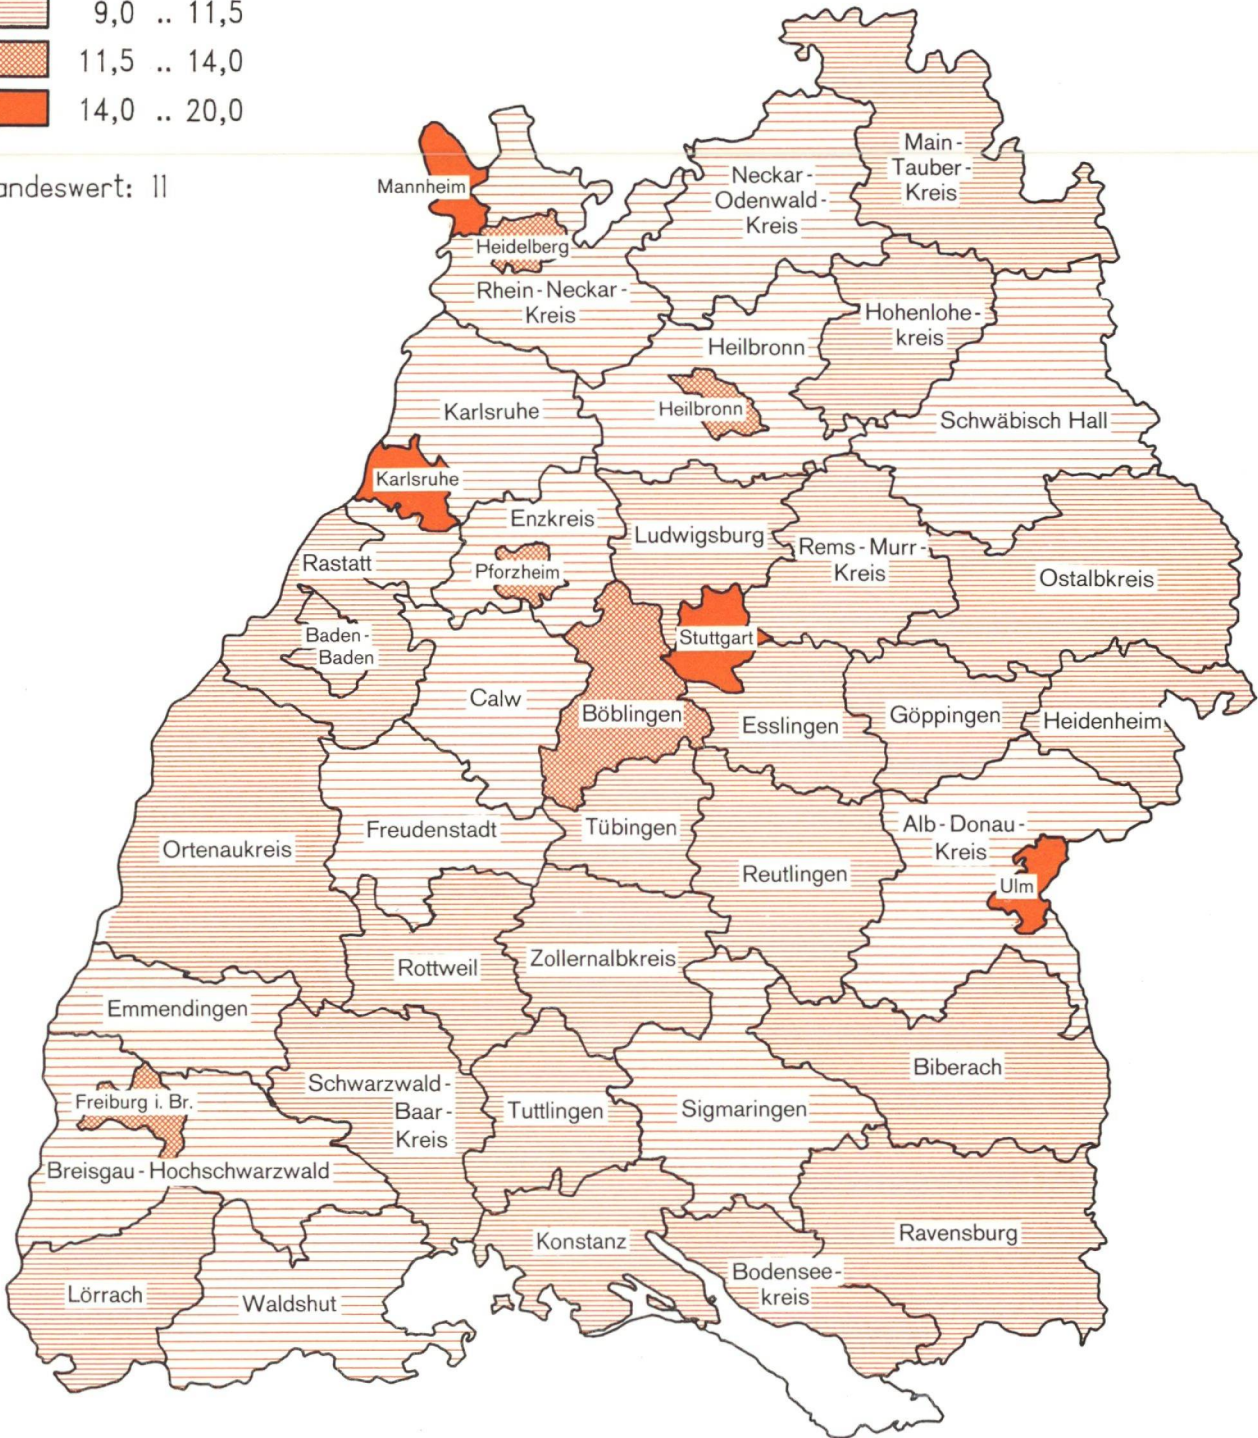 9,0 .. 11,5
11,5 .. 14,0
14,0 .. 20,0
andeswert: 11
Main-
Tauber-
Kreis
Mannheim
Neckar-
Odenwald-
Kreis
Heidelberg
Rhein-Neckar-
Kreis
Hohenlohe-
kreis
Heilbronn
Karlsruhe
Heilbronn
Schwäbisch Hall
Karlsruhe
Enzkreis
Ludwigsburg
Rems-Murr-
Kreis
Rastatt
Pforzheim
Ostalbkreis
Baden-
Baden
Stuttgart
Calw
Böblingen
Esslingen
Göppingen
Heidenheim
Freudenstadt
Tübingen
Alb-Donau-
Kreis
Ortenaukreis
Reutlingen
Ulm
Rottweil
Zollernalbkreis
Emmendingen
Biberach
Schwarzwald-
Baar-
Kreis
Freiburg i. Br.
Tuttlingen
Sigmaringen
Breisgau-Hochschwarzwald
Konstanz
Ravensburg
Bodensee-
kreis
Lörrach
Waldshut